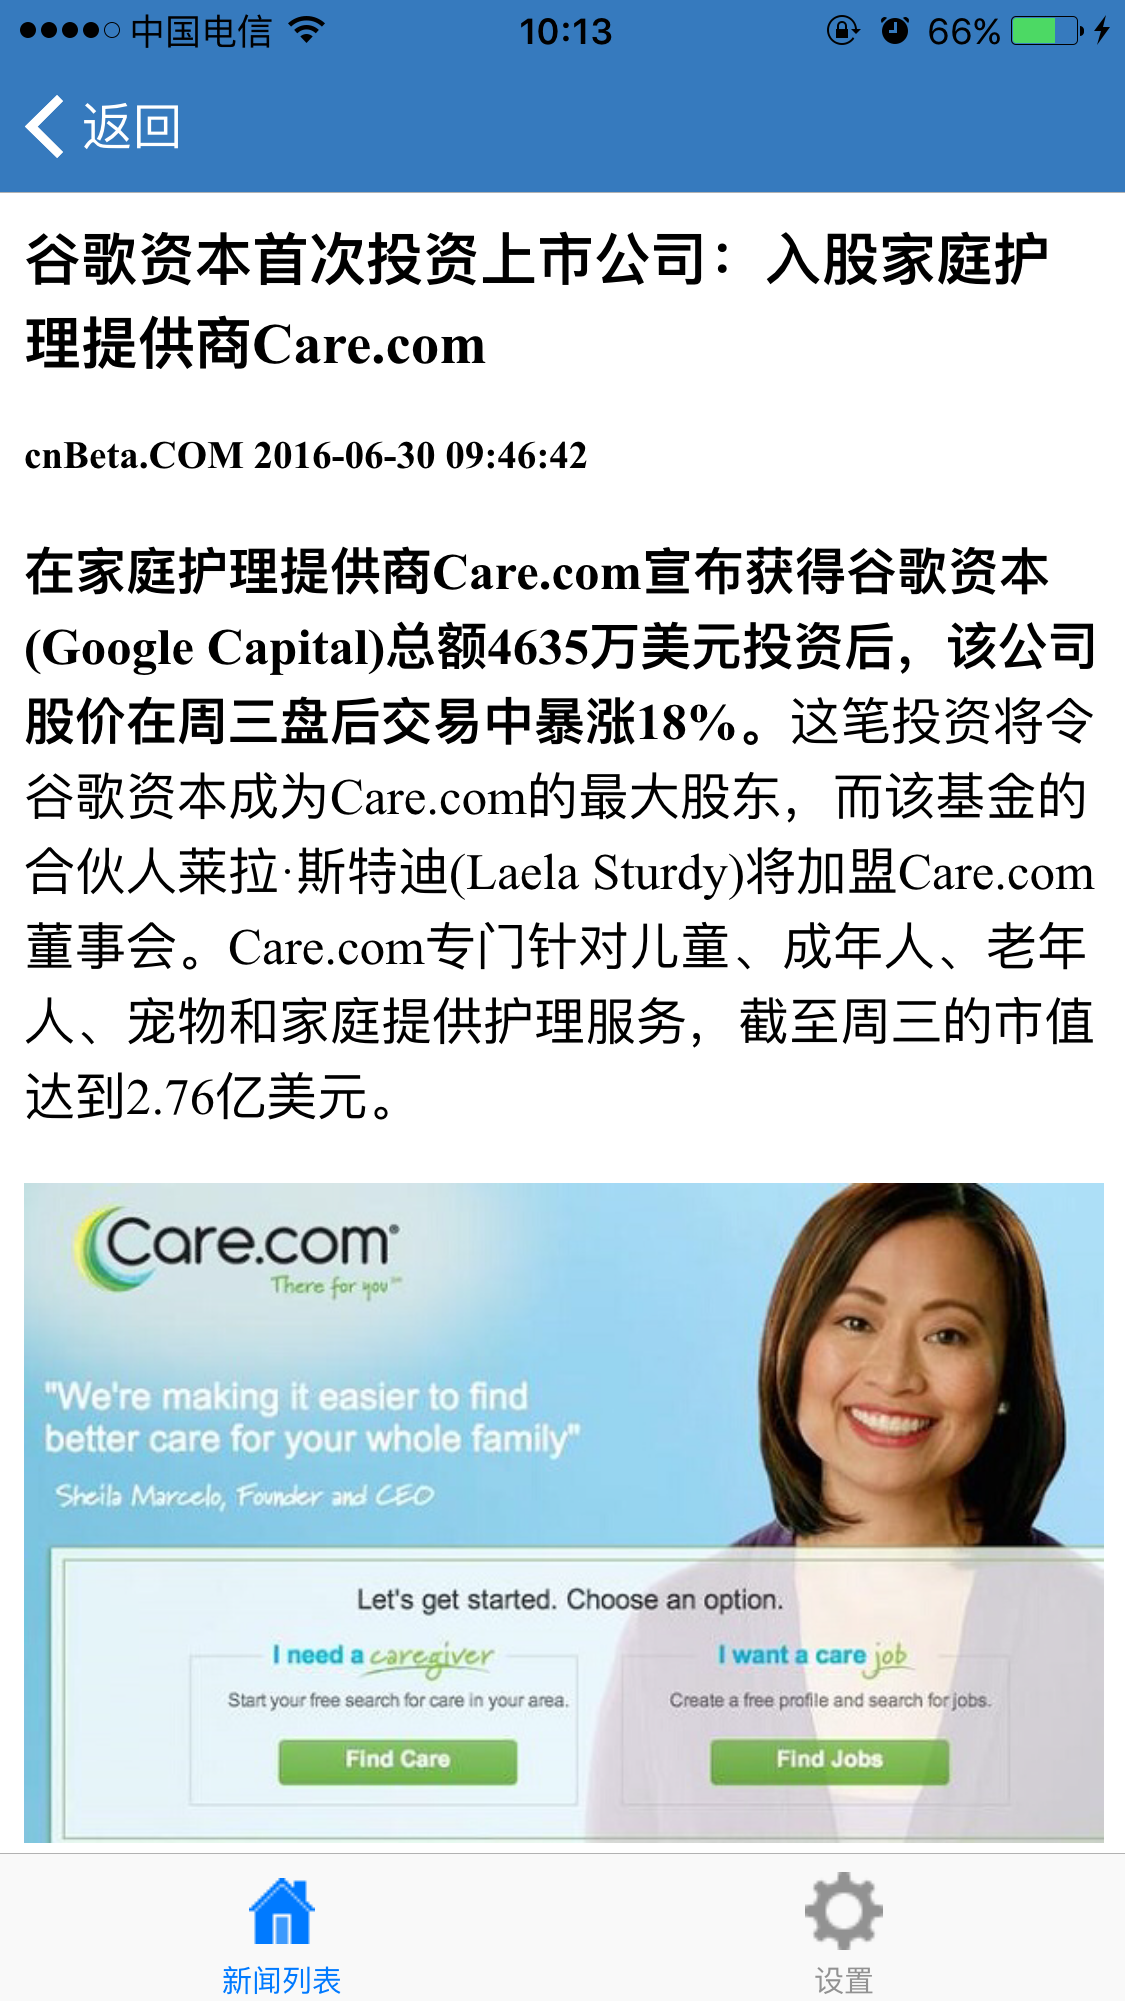 中国电信 10:13 66%
返回
谷歌资本首次投资上市公司：入股家庭护
理提供商Care.com
cnBeta.COM 2016-06-30 09:46:42
在家庭护理提供商Care.com宣布获得谷歌资本
(Google Capital)总额4635万美元投资后，该公司
股价在周三盘后交易中暴涨18%。这笔投资将令
谷歌资本成为Care.com的最大股东，而该基金的
合伙人莱拉·斯特迪(Laela Sturdy)将加盟Care.com
董事会。Care.com专门针对儿童、成年人、老年
人、宠物和家庭提供护理服务，截至周三的市值
达到2.76亿美元。
Care.com®
There for you℠
"We're making it easier to find
better care for your whole family"
Sheila Marcelo, Founder and CEO
Let's get started. Choose an option.
I need a caregiver
Start your free search for care in your area.
Find Care
I want a care job
Create a free profile and search for jobs.
Find Jobs
新闻列表 设置